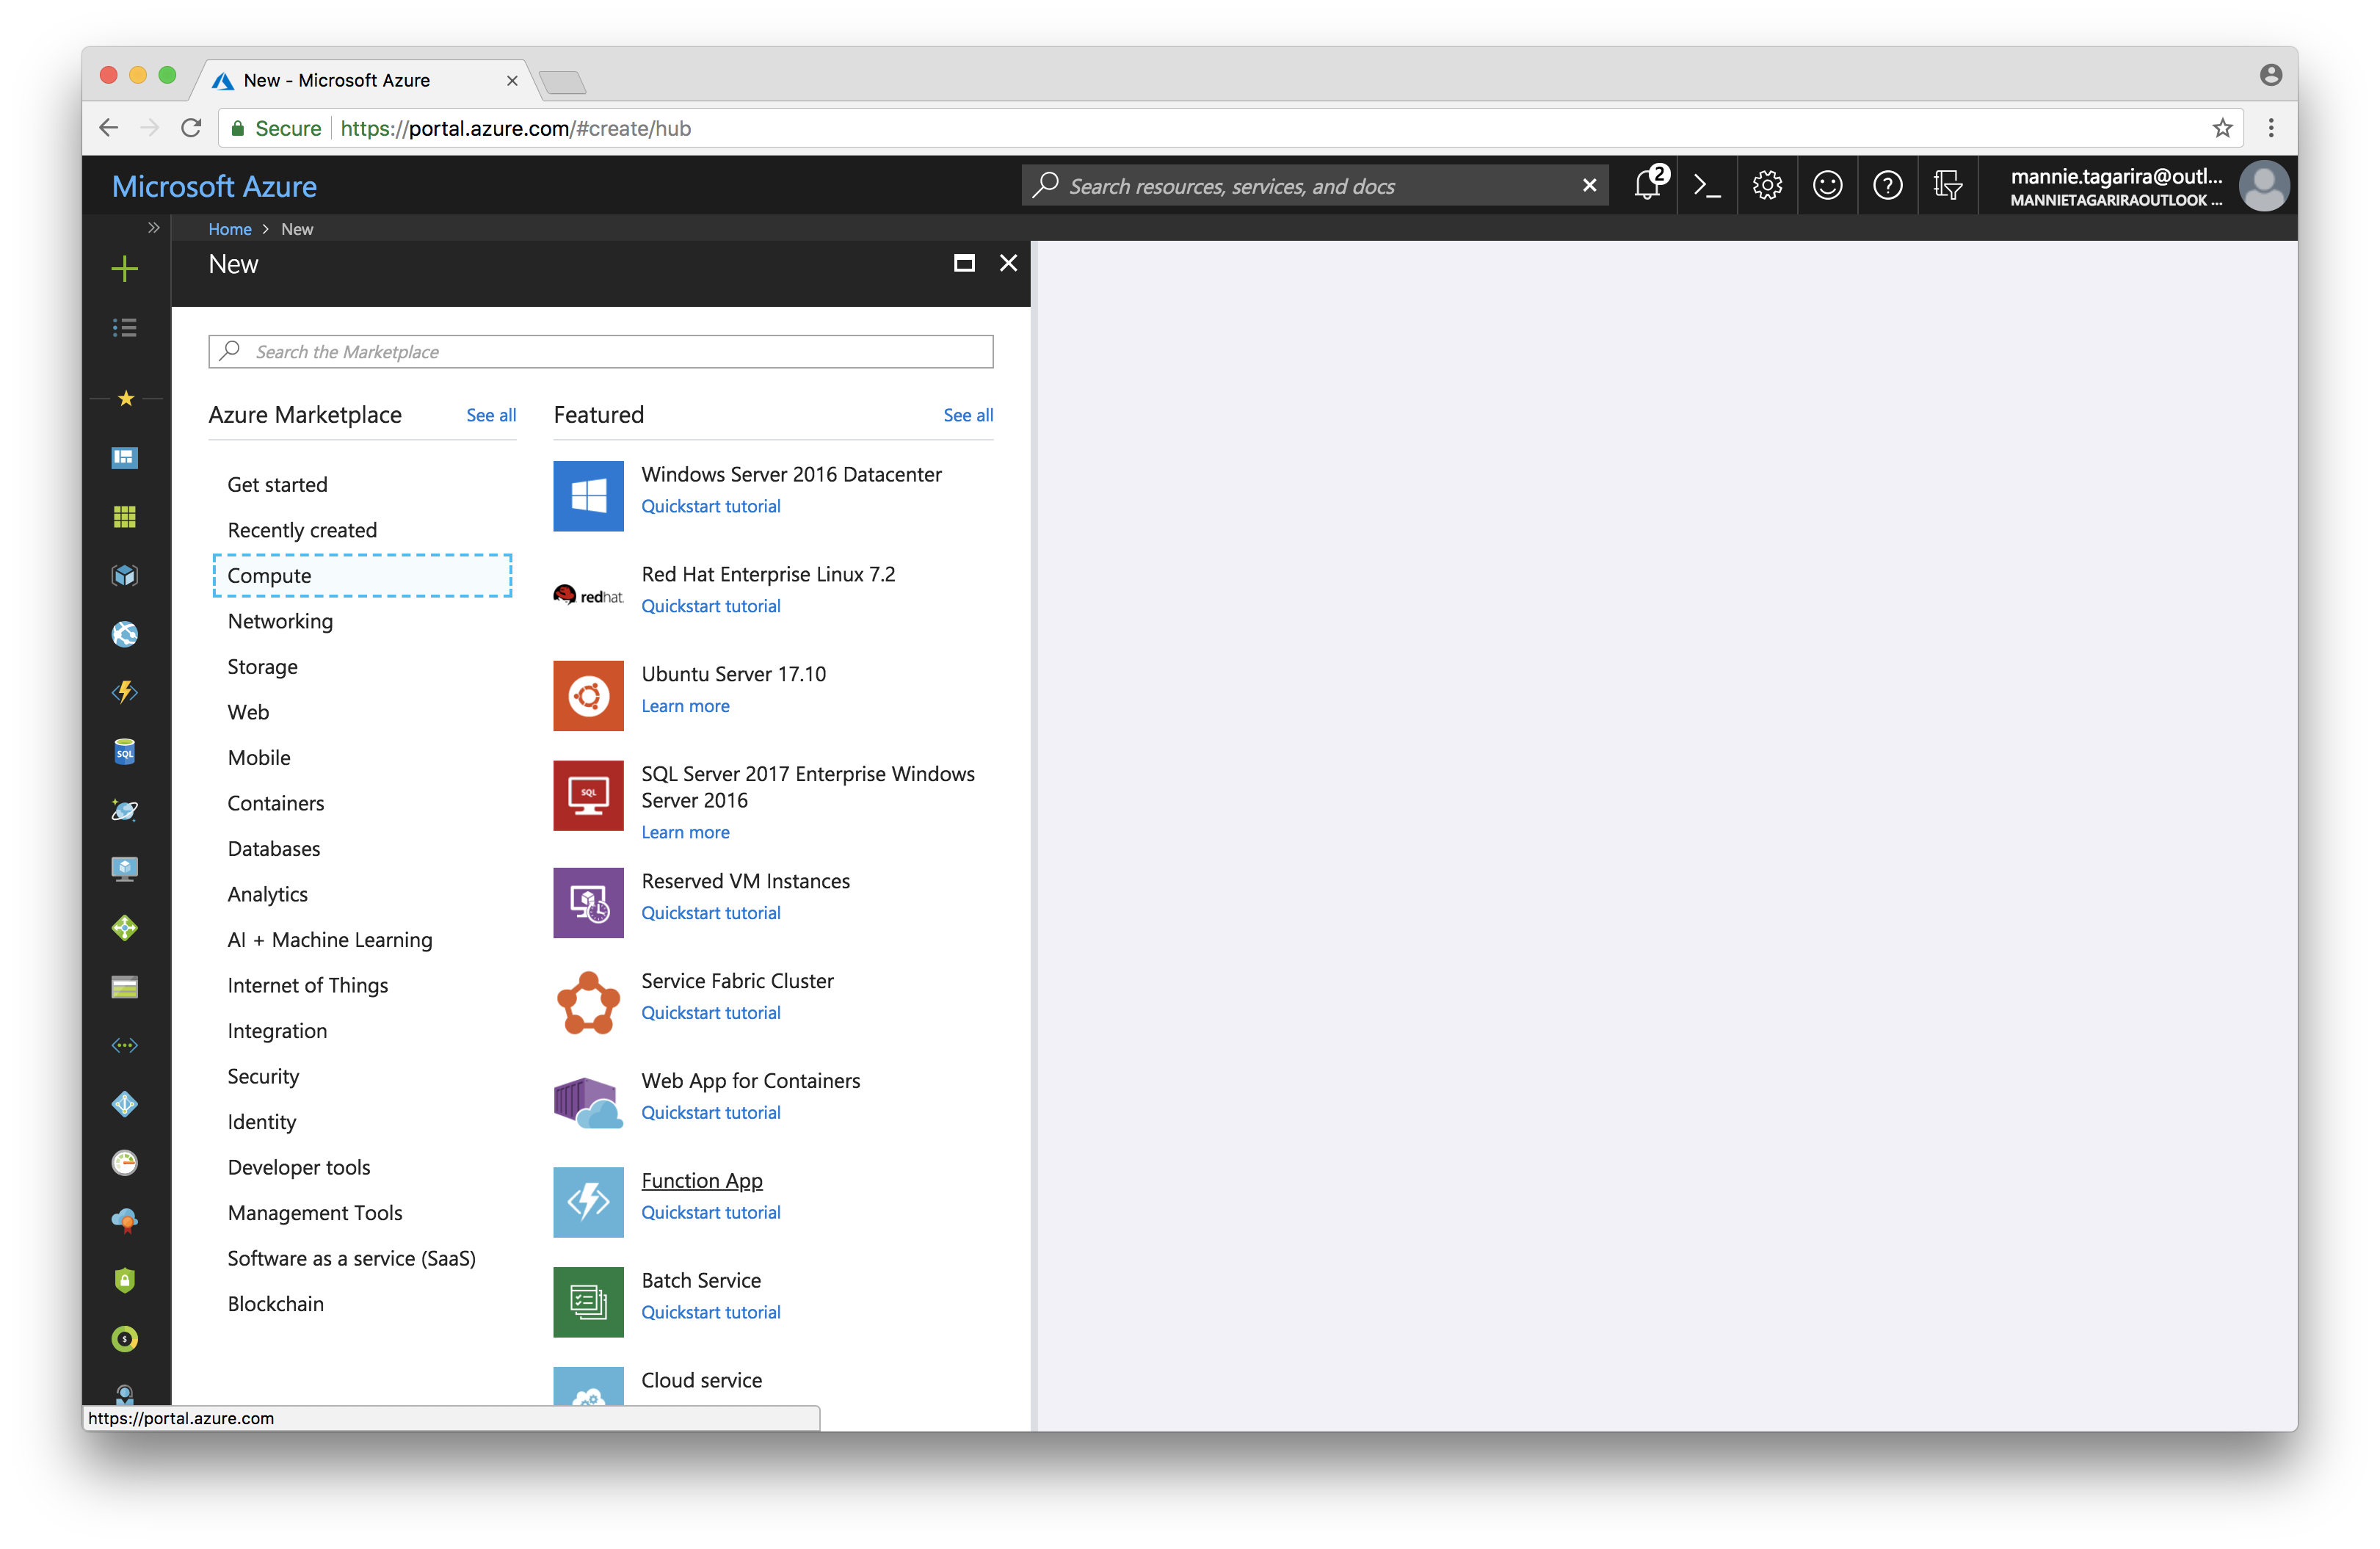 New - Microsoft Azure
Secure https://portal.azure.com/#create/hub
Microsoft Azure
Search resources, services, and docs
2
mannie.tagarira@outl...
MANNIETAGARIRAOUTLOOK ...
Home > New
New
Search the Marketplace
Azure Marketplace See all
Get started
Recently created
Compute
Networking
Storage
Web
Mobile
Containers
Databases
Analytics
AI + Machine Learning
Internet of Things
Integration
Security
Identity
Developer tools
Management Tools
Software as a service (SaaS)
Blockchain
Featured See all
Windows Server 2016 Datacenter
Quickstart tutorial
redhat.
Red Hat Enterprise Linux 7.2
Quickstart tutorial
Ubuntu Server 17.10
Learn more
SQL
SQL Server 2017 Enterprise Windows
Server 2016
Learn more
Reserved VM Instances
Quickstart tutorial
Service Fabric Cluster
Quickstart tutorial
Web App for Containers
Quickstart tutorial
Function App
Quickstart tutorial
Batch Service
Quickstart tutorial
Cloud service
SQL
https://portal.azure.com